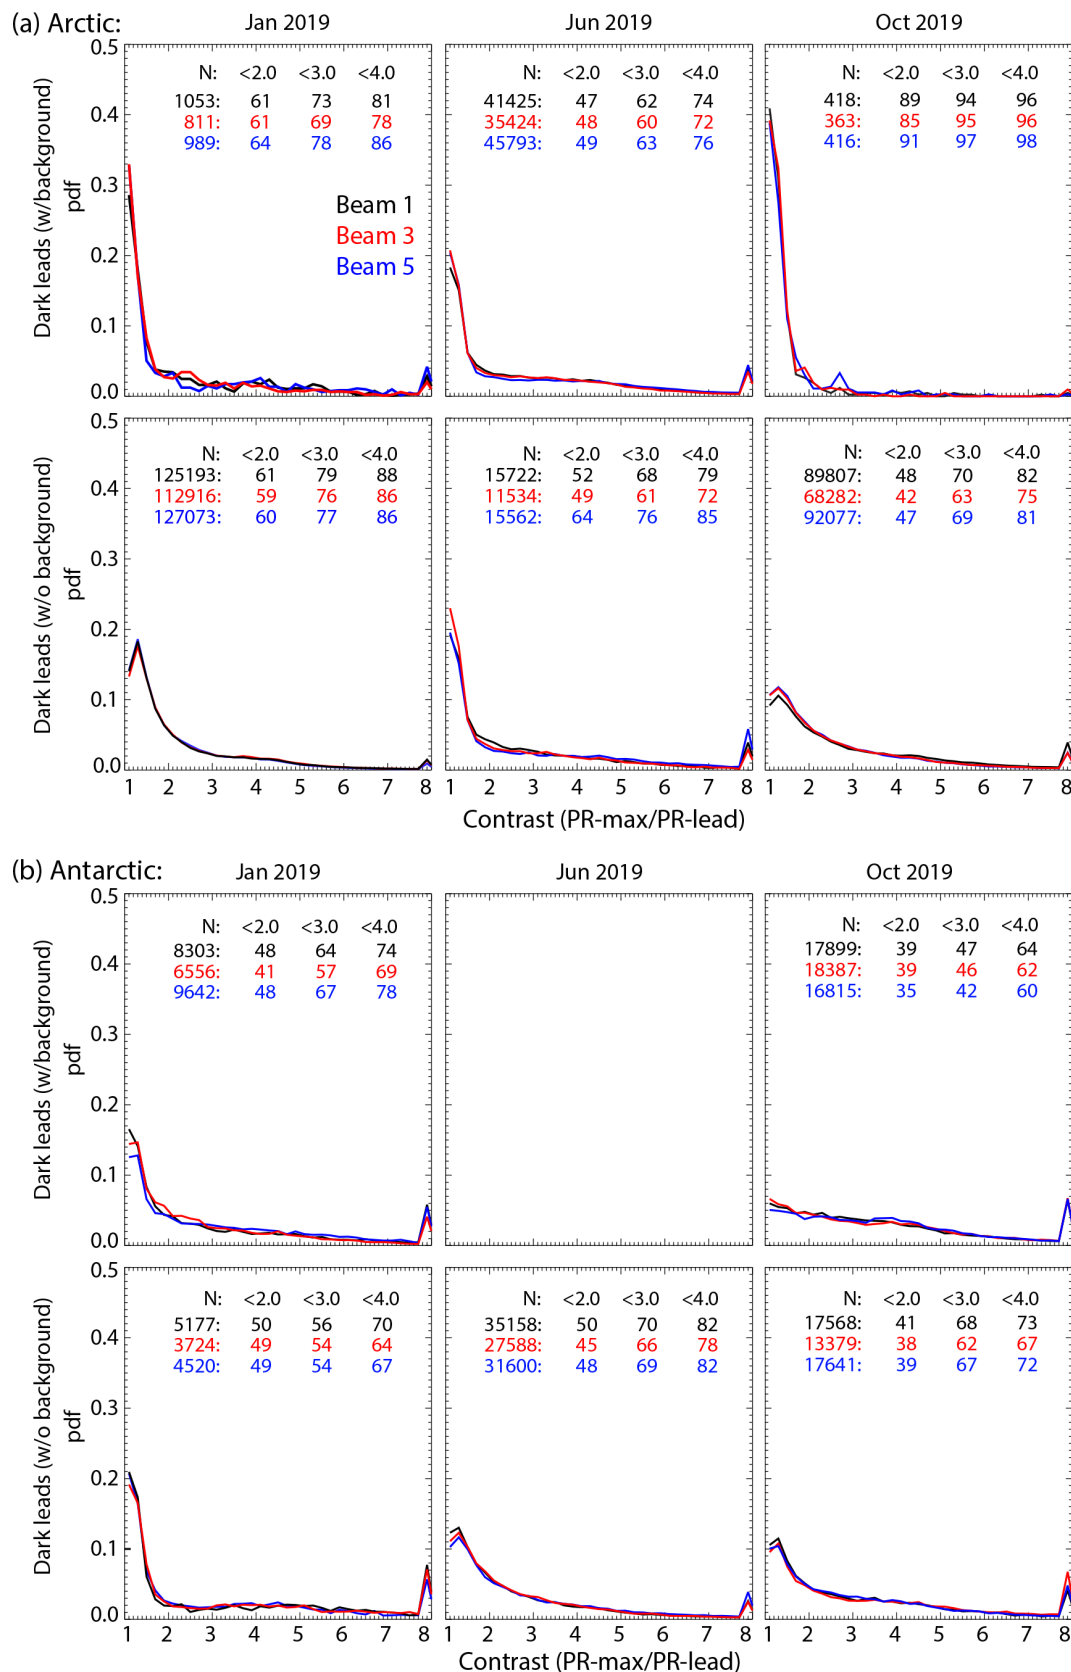 (a) Arctic: Jan 2019 Jun 2019 Oct 2019
Dark leads (w/background)
pdf
0.5
0.4
0.3
0.2
0.1
0.0
N: <2.0 <3.0 <4.0
1053: 61 73 81
811: 61 69 78
989: 64 78 86
Beam 1
Beam 3
Beam 5
N: <2.0 <3.0 <4.0
41425: 47 62 74
35424: 48 60 72
45793: 49 63 76
N: <2.0 <3.0 <4.0
418: 89 94 96
363: 85 95 96
416: 91 97 98
Dark leads (w/o background)
pdf
0.5
0.4
0.3
0.2
0.1
0.0
N: <2.0 <3.0 <4.0
125193: 61 79 88
112916: 59 76 86
127073: 60 77 86
N: <2.0 <3.0 <4.0
15722: 52 68 79
11534: 49 61 72
15562: 64 76 85
N: <2.0 <3.0 <4.0
89807: 48 70 82
68282: 42 63 75
92077: 47 69 81
1 2 3 4 5 6 7 8 1 2 3 4 5 6 7 8 1 2 3 4 5 6 7 8
Contrast (PR-max/PR-lead)
(b) Antarctic: Jan 2019 Jun 2019 Oct 2019
Dark leads (w/background)
pdf
0.5
0.4
0.3
0.2
0.1
0.0
N: <2.0 <3.0 <4.0
8303: 48 64 74
6556: 41 57 69
9642: 48 67 78
N: <2.0 <3.0 <4.0
17899: 39 47 64
18387: 39 46 62
16815: 35 42 60
Dark leads (w/o background)
pdf
0.5
0.4
0.3
0.2
0.1
0.0
N: <2.0 <3.0 <4.0
5177: 50 56 70
3724: 49 54 64
4520: 49 54 67
N: <2.0 <3.0 <4.0
35158: 50 70 82
27588: 45 66 78
31600: 48 69 82
N: <2.0 <3.0 <4.0
17568: 41 68 73
13379: 38 62 67
17641: 39 67 72
1 2 3 4 5 6 7 8 1 2 3 4 5 6 7 8 1 2 3 4 5 6 7 8
Contrast (PR-max/PR-lead)